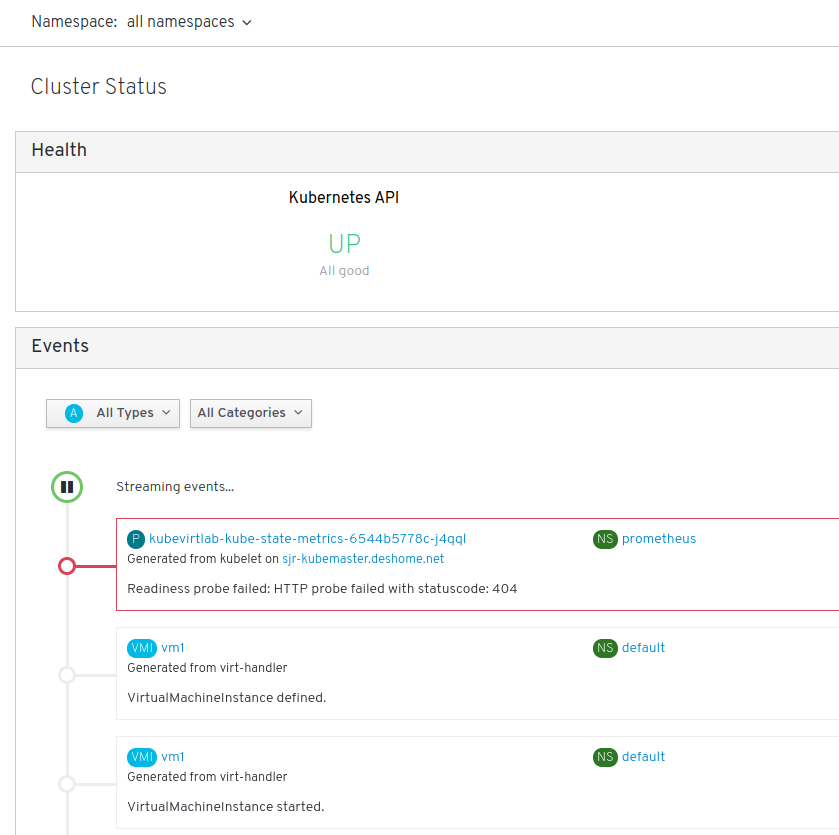 Namespace: all namespaces
Cluster Status
Health
Kubernetes API
UP
All good
Events
A All Types
All Categories
Streaming events...
P kubevirtlab-kube-state-metrics-6544b5778c-j4qql NS prometheus
Generated from kubelet on sjr-kubemaster.deshome.net
Readiness probe failed: HTTP probe failed with statuscode: 404
VMI vm1 NS default
Generated from virt-handler
VirtualMachineInstance defined.
VMI vm1 NS default
Generated from virt-handler
VirtualMachineInstance started.